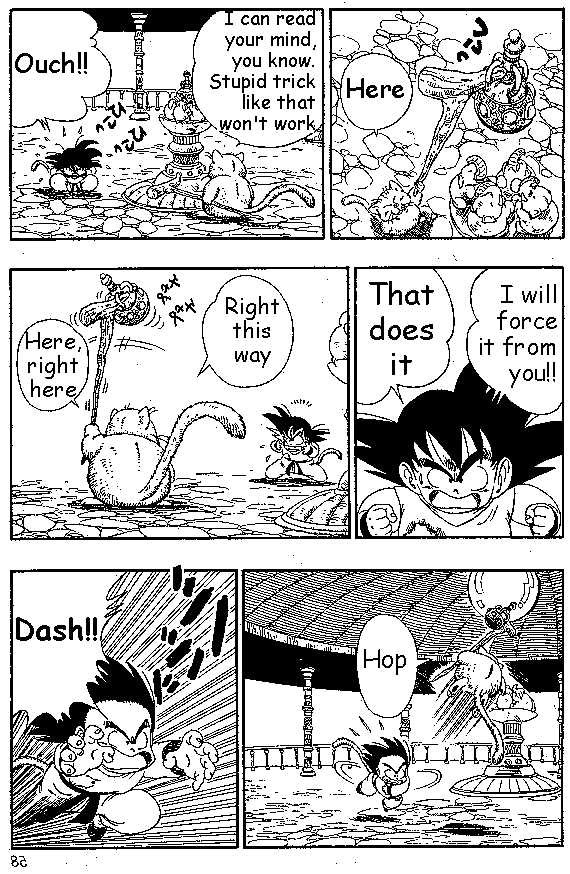 Ouch!!
I can read
your mind,
you know.
Stupid trick
like that
won't work
Here
Here,
right
here
Right
this
way
That
does
it
I will
force
it from
you!!
Dash!!
Hop
58